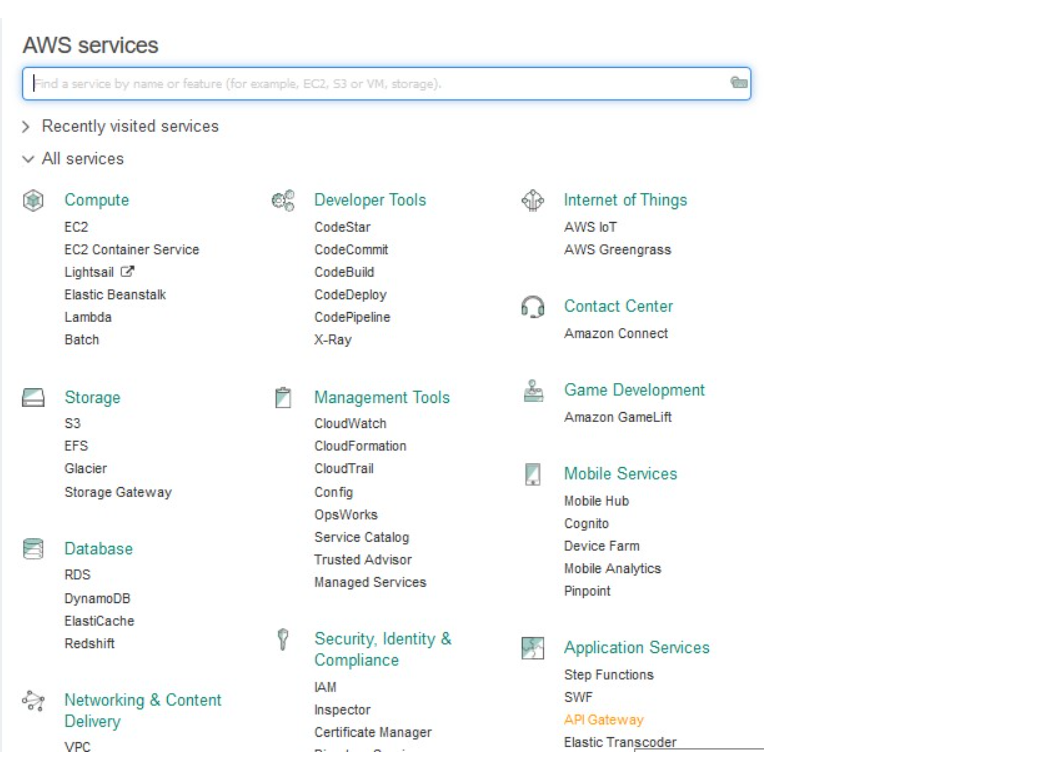 AWS services
Find a service by name or feature (for example, EC2, S3 or VM, storage).
Recently visited services
All services
Compute
EC2
EC2 Container Service
Lightsail
Elastic Beanstalk
Lambda
Batch
Storage
S3
EFS
Glacier
Storage Gateway
Database
RDS
DynamoDB
ElastiCache
Redshift
Networking & Content
Delivery
VPC
Developer Tools
CodeStar
CodeCommit
CodeBuild
CodeDeploy
CodePipeline
X-Ray
Management Tools
CloudWatch
CloudFormation
CloudTrail
Config
OpsWorks
Service Catalog
Trusted Advisor
Managed Services
Security, Identity &
Compliance
IAM
Inspector
Certificate Manager
Internet of Things
AWS IoT
AWS Greengrass
Contact Center
Amazon Connect
Game Development
Amazon GameLift
Mobile Services
Mobile Hub
Cognito
Device Farm
Mobile Analytics
Pinpoint
Application Services
Step Functions
SWF
API Gateway
Elastic Transcoder